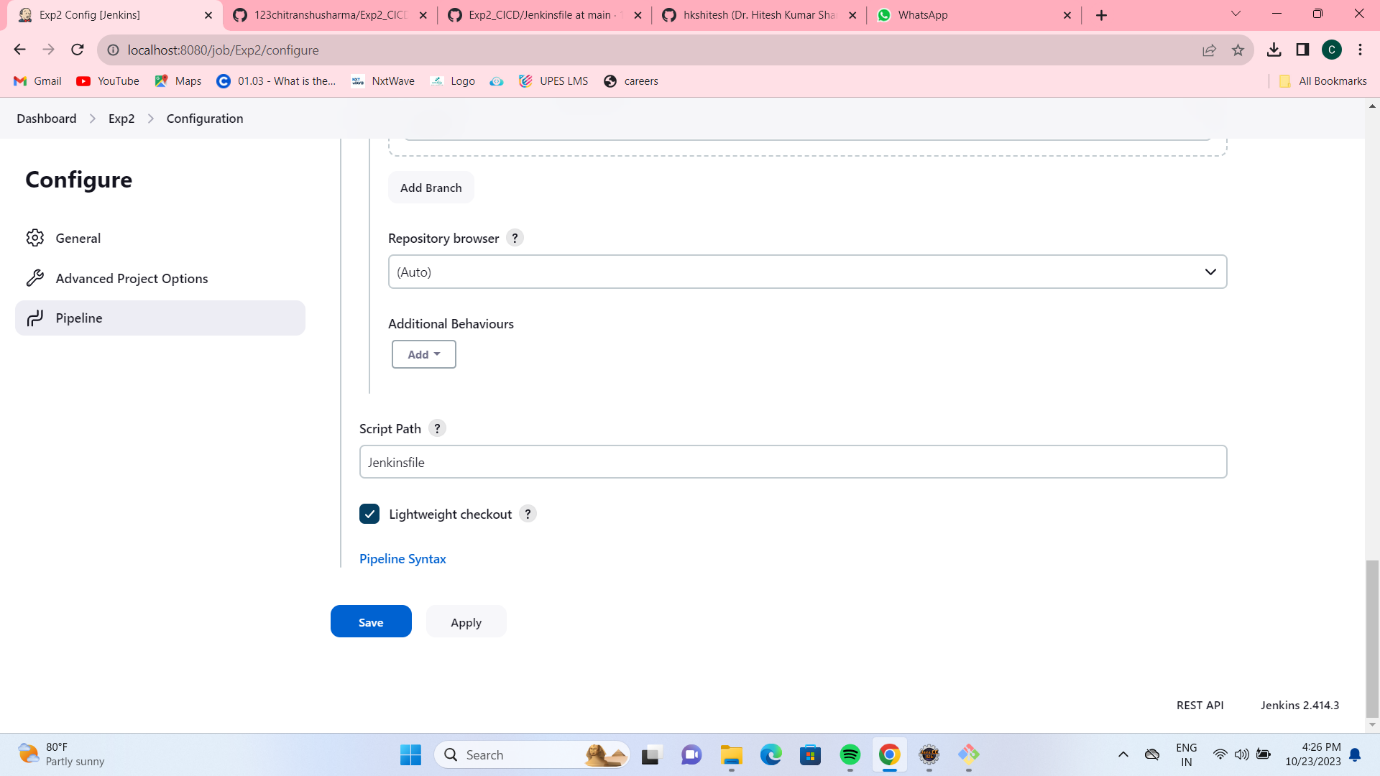 Exp2 Config [Jenkins]
123chitranshusharma/Exp2_CICD
Exp2_CICD/Jenkinsfile at main ·
hkshitesh (Dr. Hitesh Kumar Sha
WhatsApp
localhost:8080/job/Exp2/configure
C
Gmail
YouTube
Maps
01.03 - What is the...
NxtWave
Logo
UPES LMS
careers
All Bookmarks
Dashboard > Exp2 > Configuration
Configure
General
Advanced Project Options
Pipeline
Add Branch
Repository browser ?
(Auto)
Additional Behaviours
Add
Script Path ?
Jenkinsfile
Lightweight checkout ?
Pipeline Syntax
Save
Apply
REST API
Jenkins 2.414.3
80°F
Partly sunny
Search
ENG
IN
4:26 PM
10/23/2023